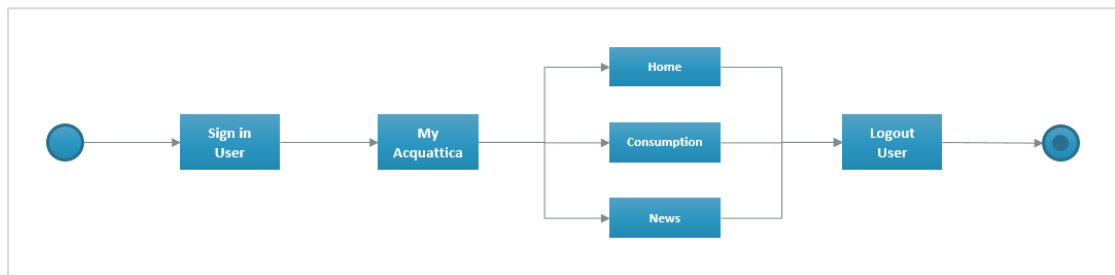 Sign in
User
My
Acquattica
Home
Consumption
News
Logout
User